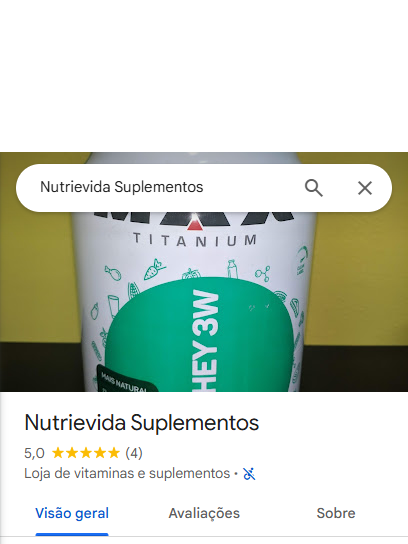 Nutrievida Suplementos
MAX
TITANIUM
HEY 3W
MAIS NATURAL
Nutrievida Suplementos
5,0 (4)
Loja de vitaminas e suplementos ·
Visão geral
Avaliações
Sobre